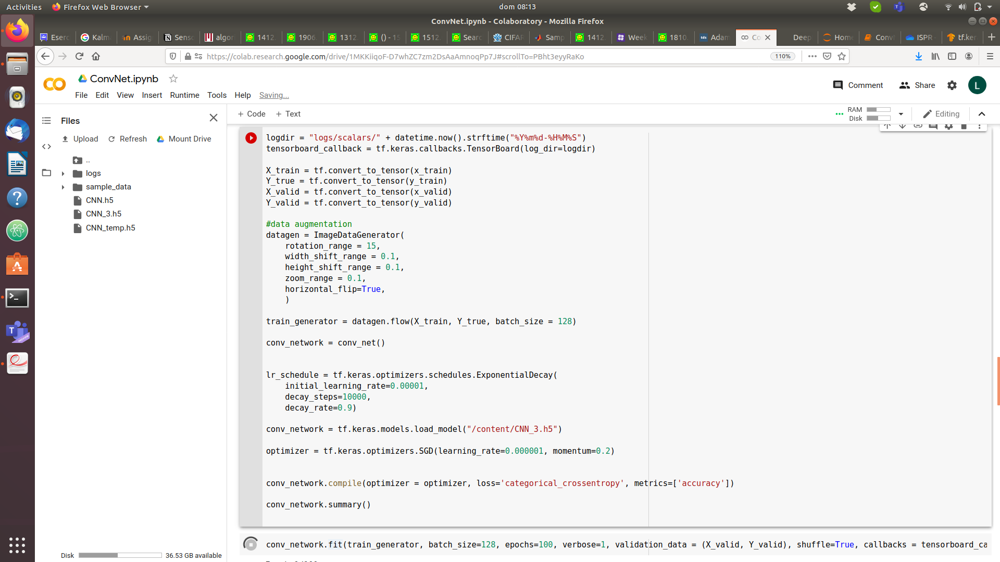 Activities
Firefox Web Browser
dom 08:13
ConvNet.ipynb - Colaboratory - Mozilla Firefox
Eserc
Kalm
Assig
Senso
algor
1412.
1906.
1312.
() - 15
1512.
Searc
CIFAR
Samp
1412.
Week
1810.
Adam
Co
Deep
Home
Conv
ISPR
tf.ker
https://colab.research.google.com/drive/1MKKiiqoF-D7whZC7zm2DsAaAmnoqPp7J#scrollTo=PBht3eyyRaKo
110%
ConvNet.ipynb
Comment
Share
L
File Edit View Insert Runtime Tools Help Saving...
Files
+ Code + Text
RAM
Disk
Editing
Upload Refresh Mount Drive
..
logs
sample_data
CNN.h5
CNN_3.h5
CNN_temp.h5
logdir = "logs/scalars/" + datetime.now().strftime("%Y%m%d-%H%M%S")
tensorboard_callback = tf.keras.callbacks.TensorBoard(log_dir=logdir)
X_train = tf.convert_to_tensor(x_train)
Y_true = tf.convert_to_tensor(y_train)
X_valid = tf.convert_to_tensor(x_valid)
Y_valid = tf.convert_to_tensor(y_valid)
#data augmentation
datagen = ImageDataGenerator(
    rotation_range = 15,
    width_shift_range = 0.1,
    height_shift_range = 0.1,
    zoom_range = 0.1,
    horizontal_flip=True,
    )
train_generator = datagen.flow(X_train, Y_true, batch_size = 128)
conv_network = conv_net()
lr_schedule = tf.keras.optimizers.schedules.ExponentialDecay(
    initial_learning_rate=0.00001,
    decay_steps=10000,
    decay_rate=0.9)
conv_network = tf.keras.models.load_model("/content/CNN_3.h5")
optimizer = tf.keras.optimizers.SGD(learning_rate=0.000001, momentum=0.2)
conv_network.compile(optimizer = optimizer, loss='categorical_crossentropy', metrics=['accuracy'])
conv_network.summary()
conv_network.fit(train_generator, batch_size=128, epochs=100, verbose=1, validation_data = (X_valid, Y_valid), shuffle=True, callbacks = tensorboard_ca
Disk
36.53 GB available